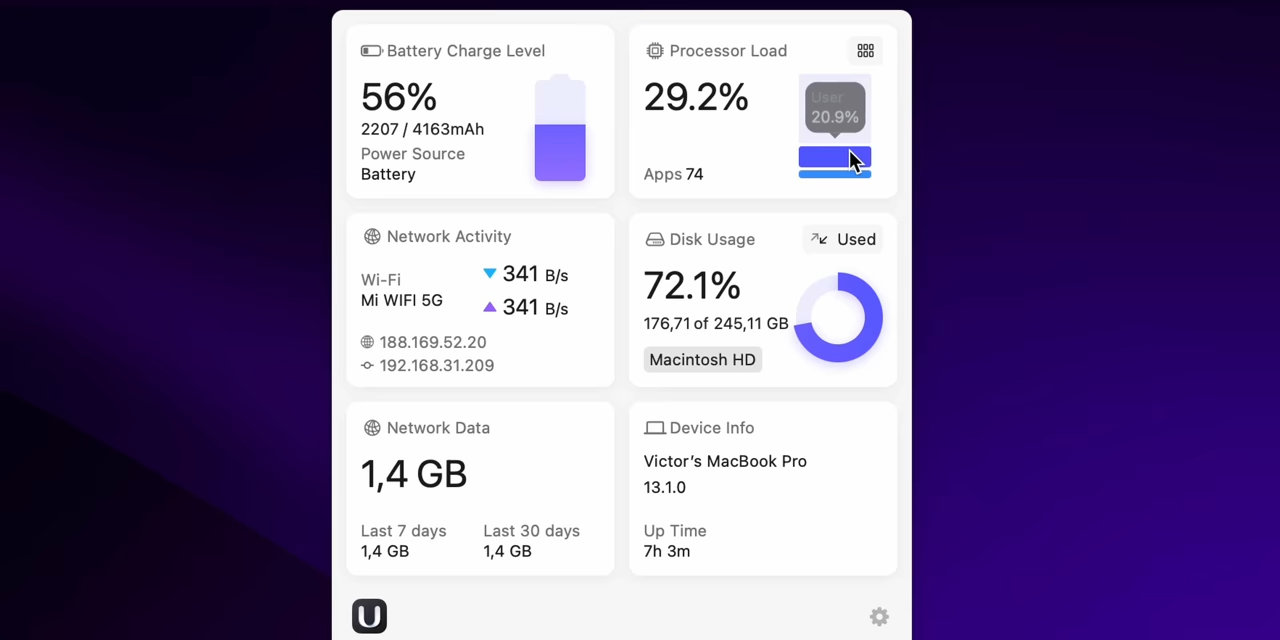 Battery Charge Level
56%
2207 / 4163mAh
Power Source
Battery
Processor Load
29.2%
User
20.9%
Apps 74
Network Activity
Wi-Fi
Mi WIFI 5G
341 B/s
341 B/s
188.169.52.20
192.168.31.209
Disk Usage
Used
72.1%
176,71 of 245,11 GB
Macintosh HD
Network Data
1,4 GB
Last 7 days
1,4 GB
Last 30 days
1,4 GB
Device Info
Victor’s MacBook Pro
13.1.0
Up Time
7h 3m
U